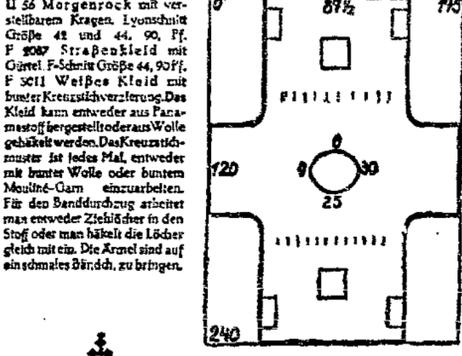 U 56 Morgenrock mit ver-
stellbarem Kragen. Lyonschnitt
Größe 42 und 44, 90, Pf.
F 2087 Straßenkleid mit
Gürtel. F-Schnitt Größe 44, 90 Pf.
F 3011 Weißes Kleid mit
bunter Kreuzstichverzierung. Das
Kleid kann entweder aus Pana-
mastoff hergestellt oder aus Wolle
gehäkelt werden. Das Kreuzstich-
muster ist jedes Mal, entweder
mit bunter Wolle oder buntem
Mouliné-Garn einzuarbeiten.
Für den Banddurchzug arbeitet
man entweder Ziehlöcher in den
Stoff oder man häkelt die Löcher
gleich mit ein. Die Ärmel sind auf
ein schmales Bändch. zu bringen.
0 89½ 115
120 9 6 30
25
240